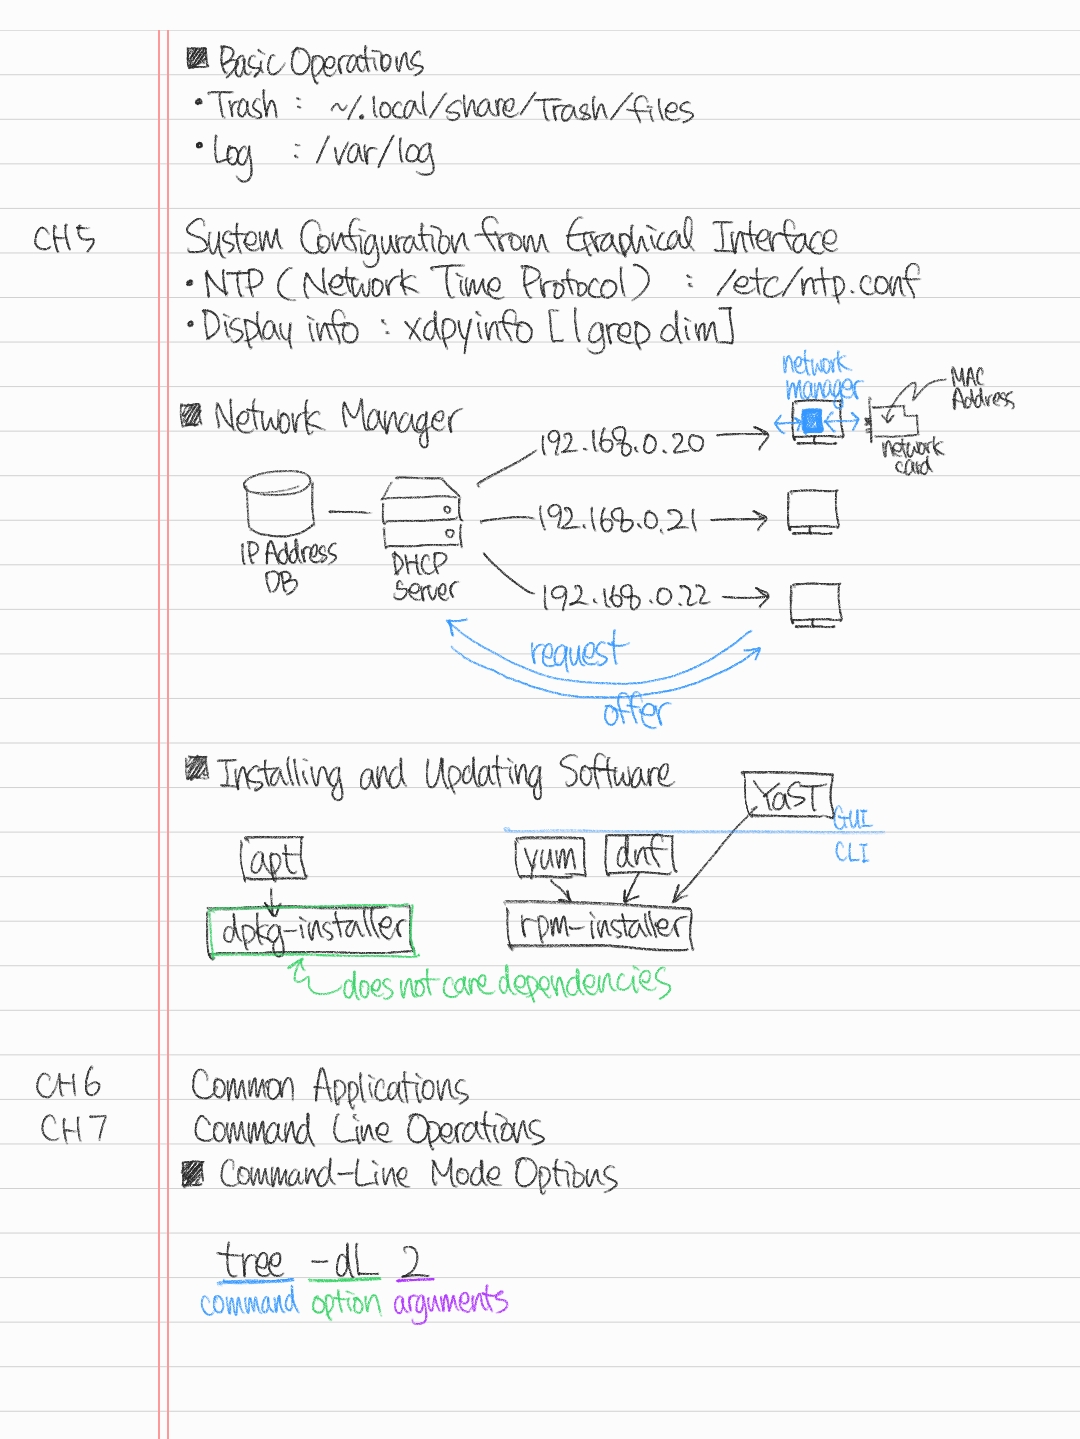 ■ Basic Operations
• Trash : ~/.local/share/Trash/files
• Log : /var/log
CH5 System Configuration from Graphical Interface
• NTP (Network Time Protocol) : /etc/ntp.conf
• Display info : xdpyinfo [|grep dim]
network
manager
MAC
Address
■ Network Manager
network
card
192.168.0.20
192.168.0.21
IP Address
DB
DHCP
Server
192.168.0.22
request
offer
■ Installing and Updating Software
YaST
GUI
CLI
apt
yum dnf
dpkg-installer rpm-installer
does not care dependencies
CH6 Common Applications
CH7 Command Line Operations
■ Command-Line Mode Options
tree -dL 2
command option arguments